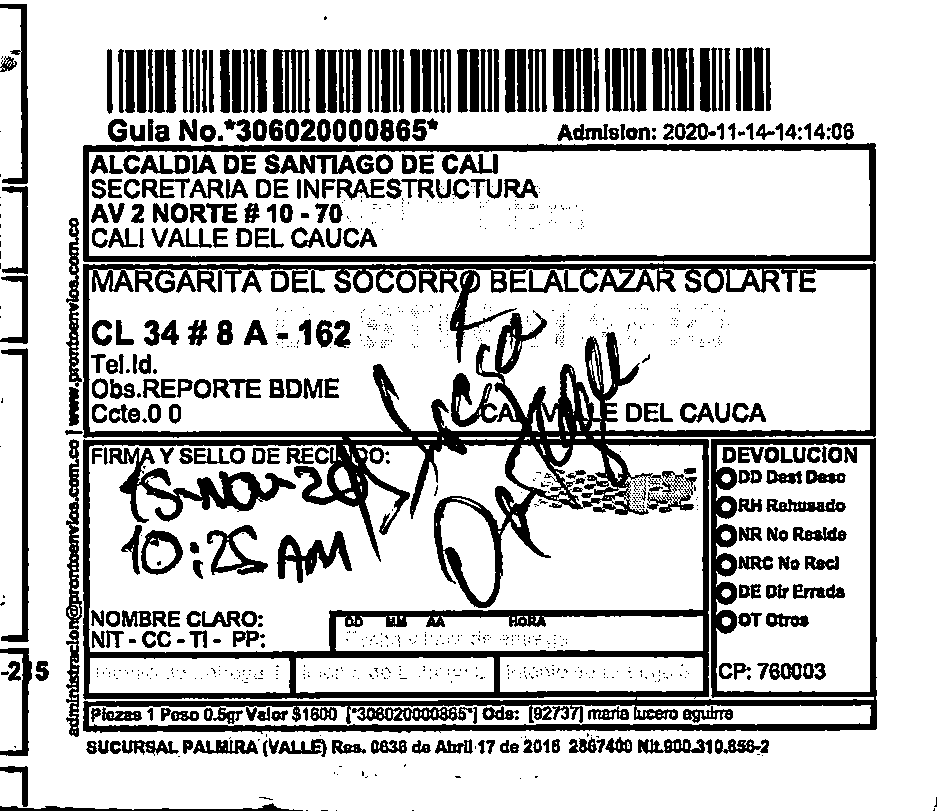 Guia No.*306020000865*
Admision: 2020-11-14-14:14:06
ALCALDIA DE SANTIAGO DE CALI
SECRETARIA DE INFRAESTRUCTURA
AV 2 NORTE # 10 - 70
CALI VALLE DEL CAUCA
MARGARITA DEL SOCORRO BELALCAZAR SOLARTE
CL 34 # 8 A - 162
Tel.Id.
Obs.REPORTE BDME
Ccte.0 0
CALI VALLE DEL CAUCA
FIRMA Y SELLO DE RECIBIDO:
15-NOV-20
10:25 AM
NOMBRE CLARO:
NIT - CC - TI - PP:
DD MM AA HORA
Fecha y hora de entrega
DEVOLUCION
DD Dest Desc
RH Rehusado
NR No Reside
NRC No Recl
DE Dir Errada
OT Otros
CP: 760003
Piezas 1 Peso 0.5gr Valor $1600 [*306020000865*] Ods: [92737] maria lucero aguirre
SUCURSAL PALMIRA (VALLE) Res. 0636 de Abril 17 de 2016 2867400 Nit.900.310.856-2
administracion@prontoenvios.com.co | www.prontoenvios.com.co